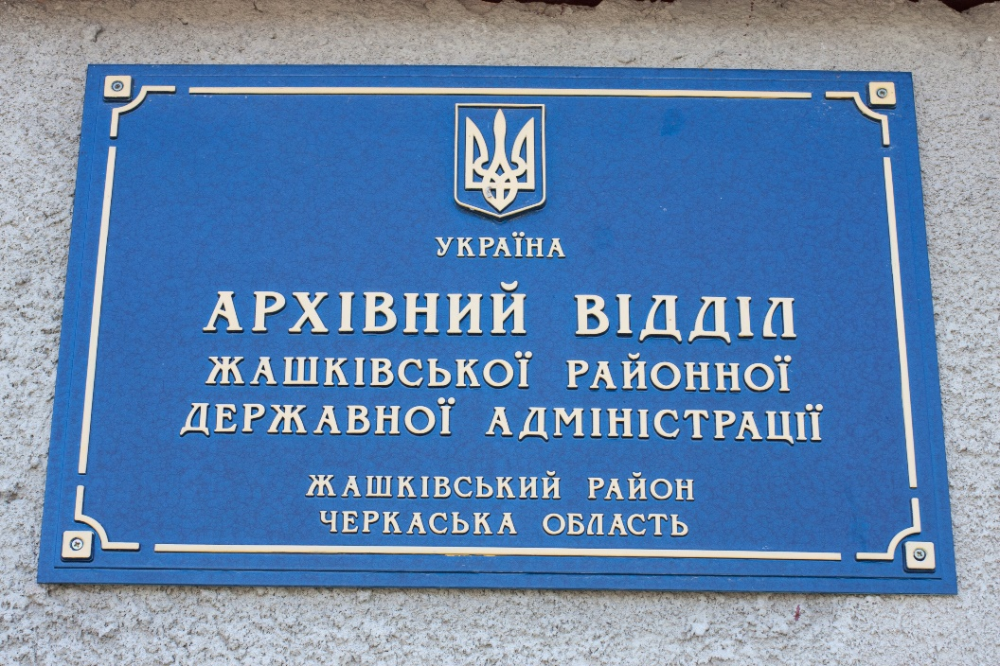 УКРАЇНА
АРХІВНИЙ ВІДДІЛ
ЖАШКІВСЬКОЇ РАЙОННОЇ
ДЕРЖАВНОЇ АДМІНІСТРАЦІЇ
ЖАШКІВСЬКИЙ РАЙОН
ЧЕРКАСЬКА ОБЛАСТЬ